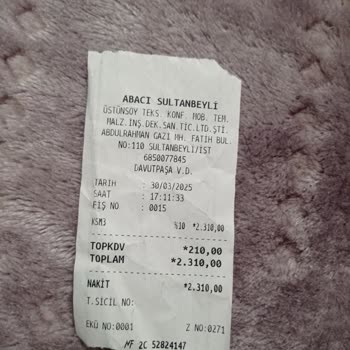 ABACI SULTANBEYLİ
ÜSTÜNSOY TEKS. KONF. MOB. TEM.
MALZ.İNŞ.DEK.SAN.TİC.LTD.ŞTİ.
ABDULRAHMAN GAZİ MH. FATİH BUL.
NO:110 SULTANBEYLİ/İST
6850077845
DAVUTPAŞA V.D.
TARİH : 30/03/2025
SAAT : 17:11:33
FİŞ NO : 0015
KSM3 %10 *2.310,00
TOPKDV *210,00
TOPLAM *2.310,00
NAKİT *2.310,00
T.SİCİL NO:
EKÜ NO:0001 Z NO:0271
MF 2C 52824147